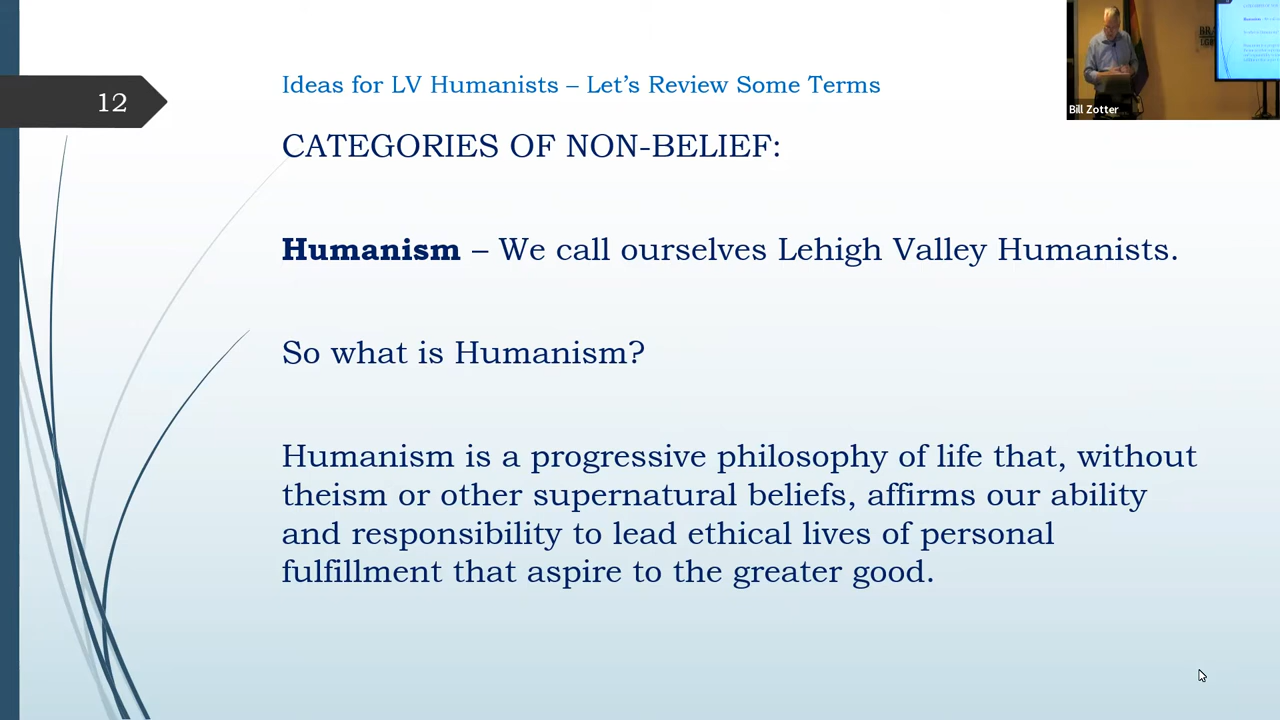 12
Ideas for LV Humanists – Let's Review Some Terms
CATEGORIES OF NON-BELIEF:
Humanism – We call ourselves Lehigh Valley Humanists.
So what is Humanism?
Humanism is a progressive philosophy of life that, without
theism or other supernatural beliefs, affirms our ability
and responsibility to lead ethical lives of personal
fulfillment that aspire to the greater good.
Bill Zotter